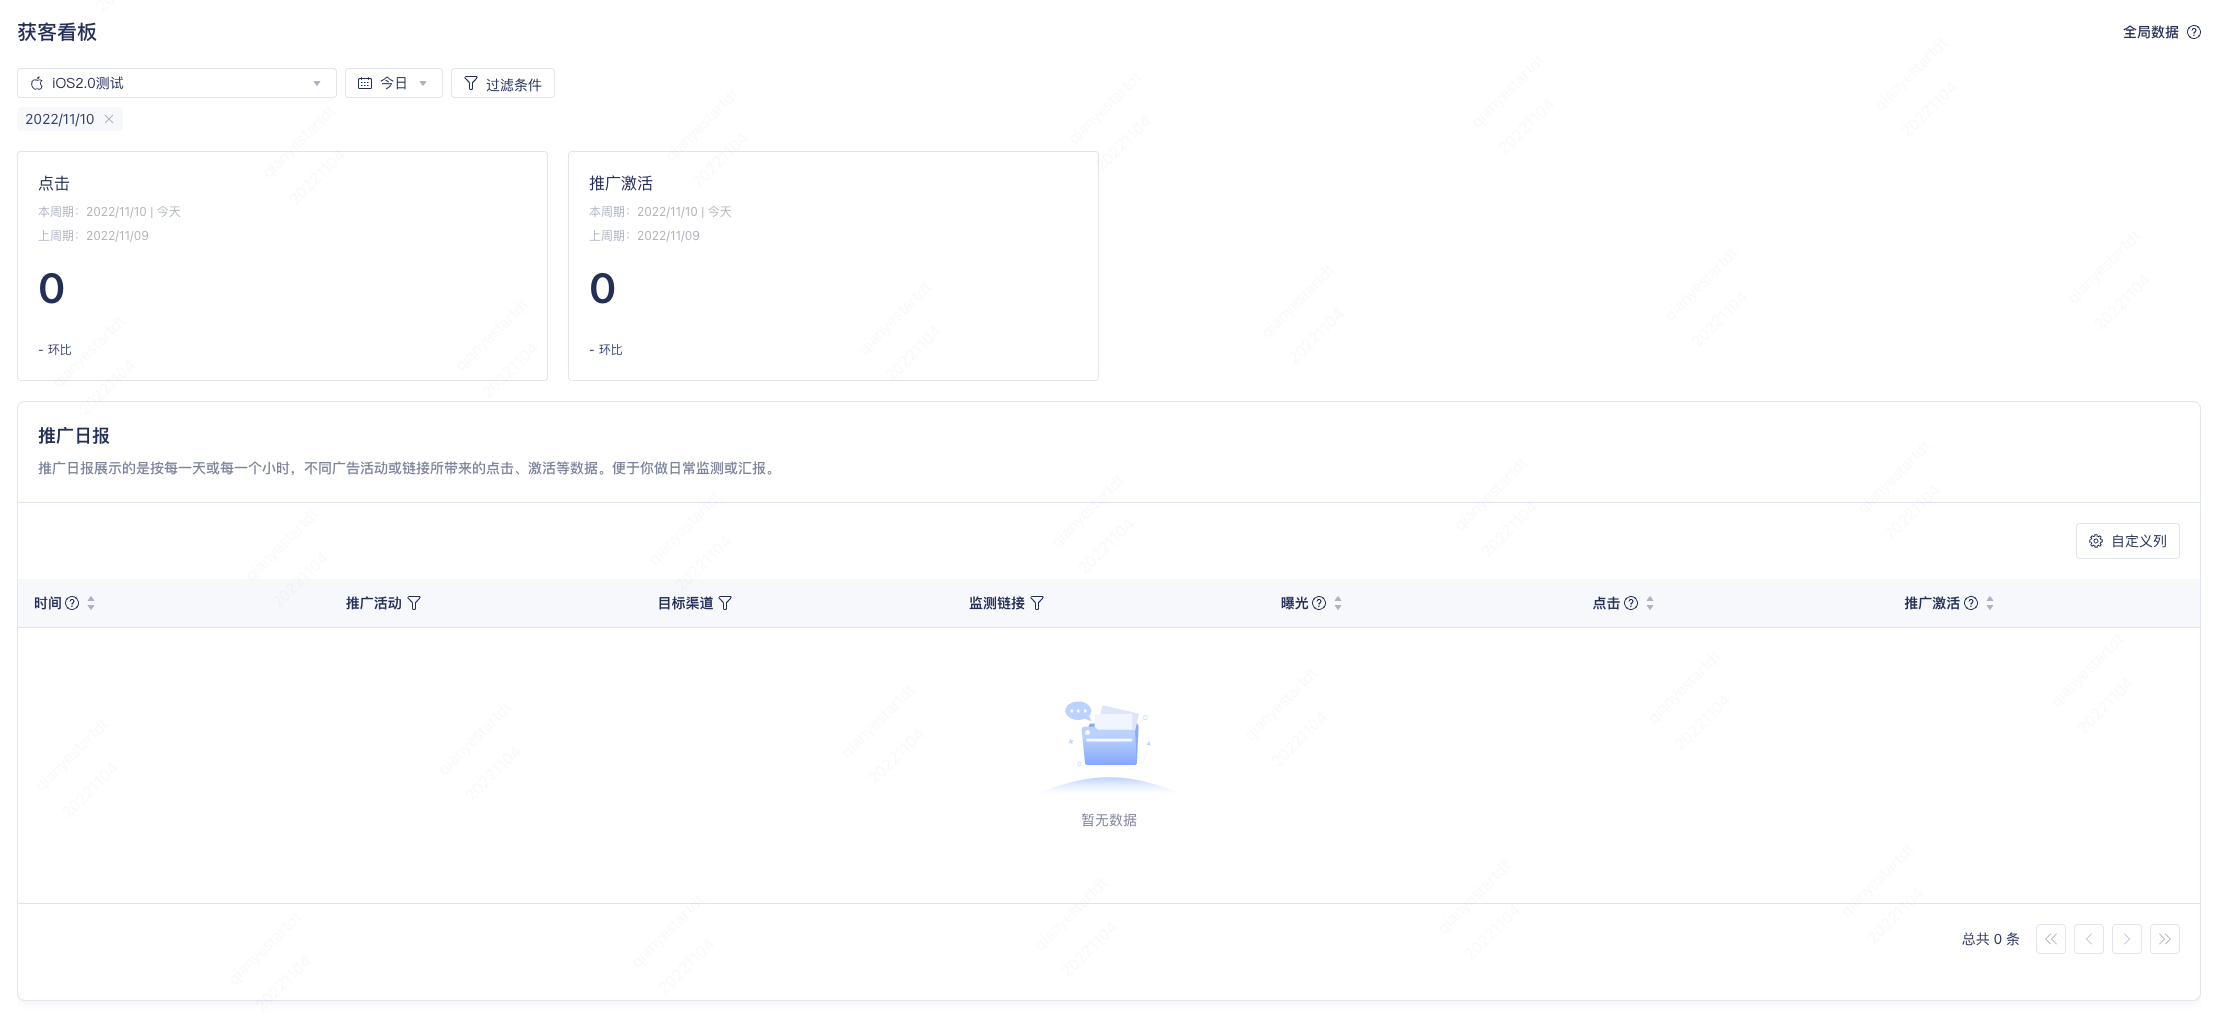 获客看板
全局数据
iOS2.0测试
今日
过滤条件
2022/11/10
点击
本周期：2022/11/10 | 今天
上周期：2022/11/09
0
- 环比
推广激活
本周期：2022/11/10 | 今天
上周期：2022/11/09
0
- 环比
推广日报
推广日报展示的是按每一天或每一个小时，不同广告活动或链接所带来的点击、激活等数据。便于你做日常监测或汇报。
自定义列
时间 推广活动 目标渠道 监测链接 曝光 点击 推广激活
暂无数据
总共 0 条
qianyestartdt
20221104